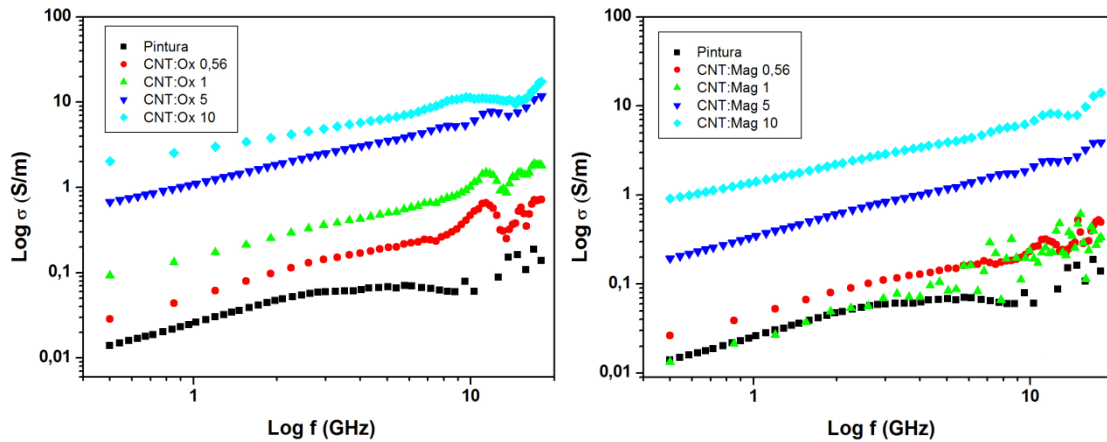 100
10
1
0,1
0,01
Log σ (S/m)
Pintura
CNT:Ox 0,56
CNT:Ox 1
CNT:Ox 5
CNT:Ox 10
1
10
Log f (GHz)
100
10
1
0,1
0,01
Log σ (S/m)
Pintura
CNT:Mag 0,56
CNT:Mag 1
CNT:Mag 5
CNT:Mag 10
1
10
Log f (GHz)